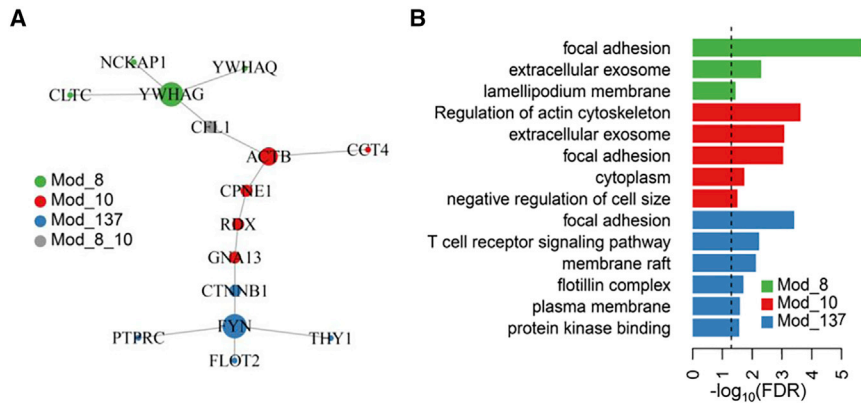 A
NCKAP1
YWHAQ
CLTC
YWHAG
CFL1
ACTB
CCT4
CPNE1
RDX
GNA13
CTNNB1
FYN
PTPRC
THY1
FLOT2
Mod_8
Mod_10
Mod_137
Mod_8_10
B
focal adhesion
extracellular exosome
lamellipodium membrane
Regulation of actin cytoskeleton
extracellular exosome
focal adhesion
cytoplasm
negative regulation of cell size
focal adhesion
T cell receptor signaling pathway
membrane raft
flotillin complex
plasma membrane
protein kinase binding
Mod_8
Mod_10
Mod_137
0 1 2 3 4 5
-log10(FDR)